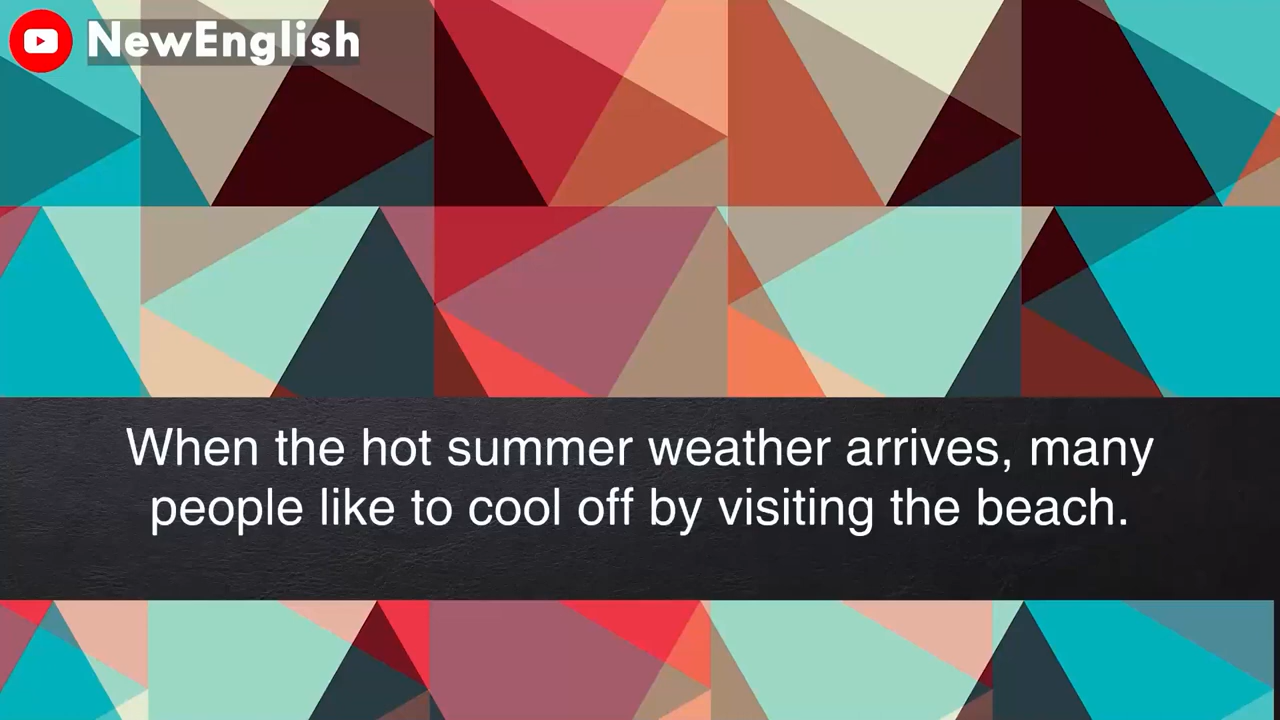 NewEnglish
When the hot summer weather arrives, many
people like to cool off by visiting the beach.